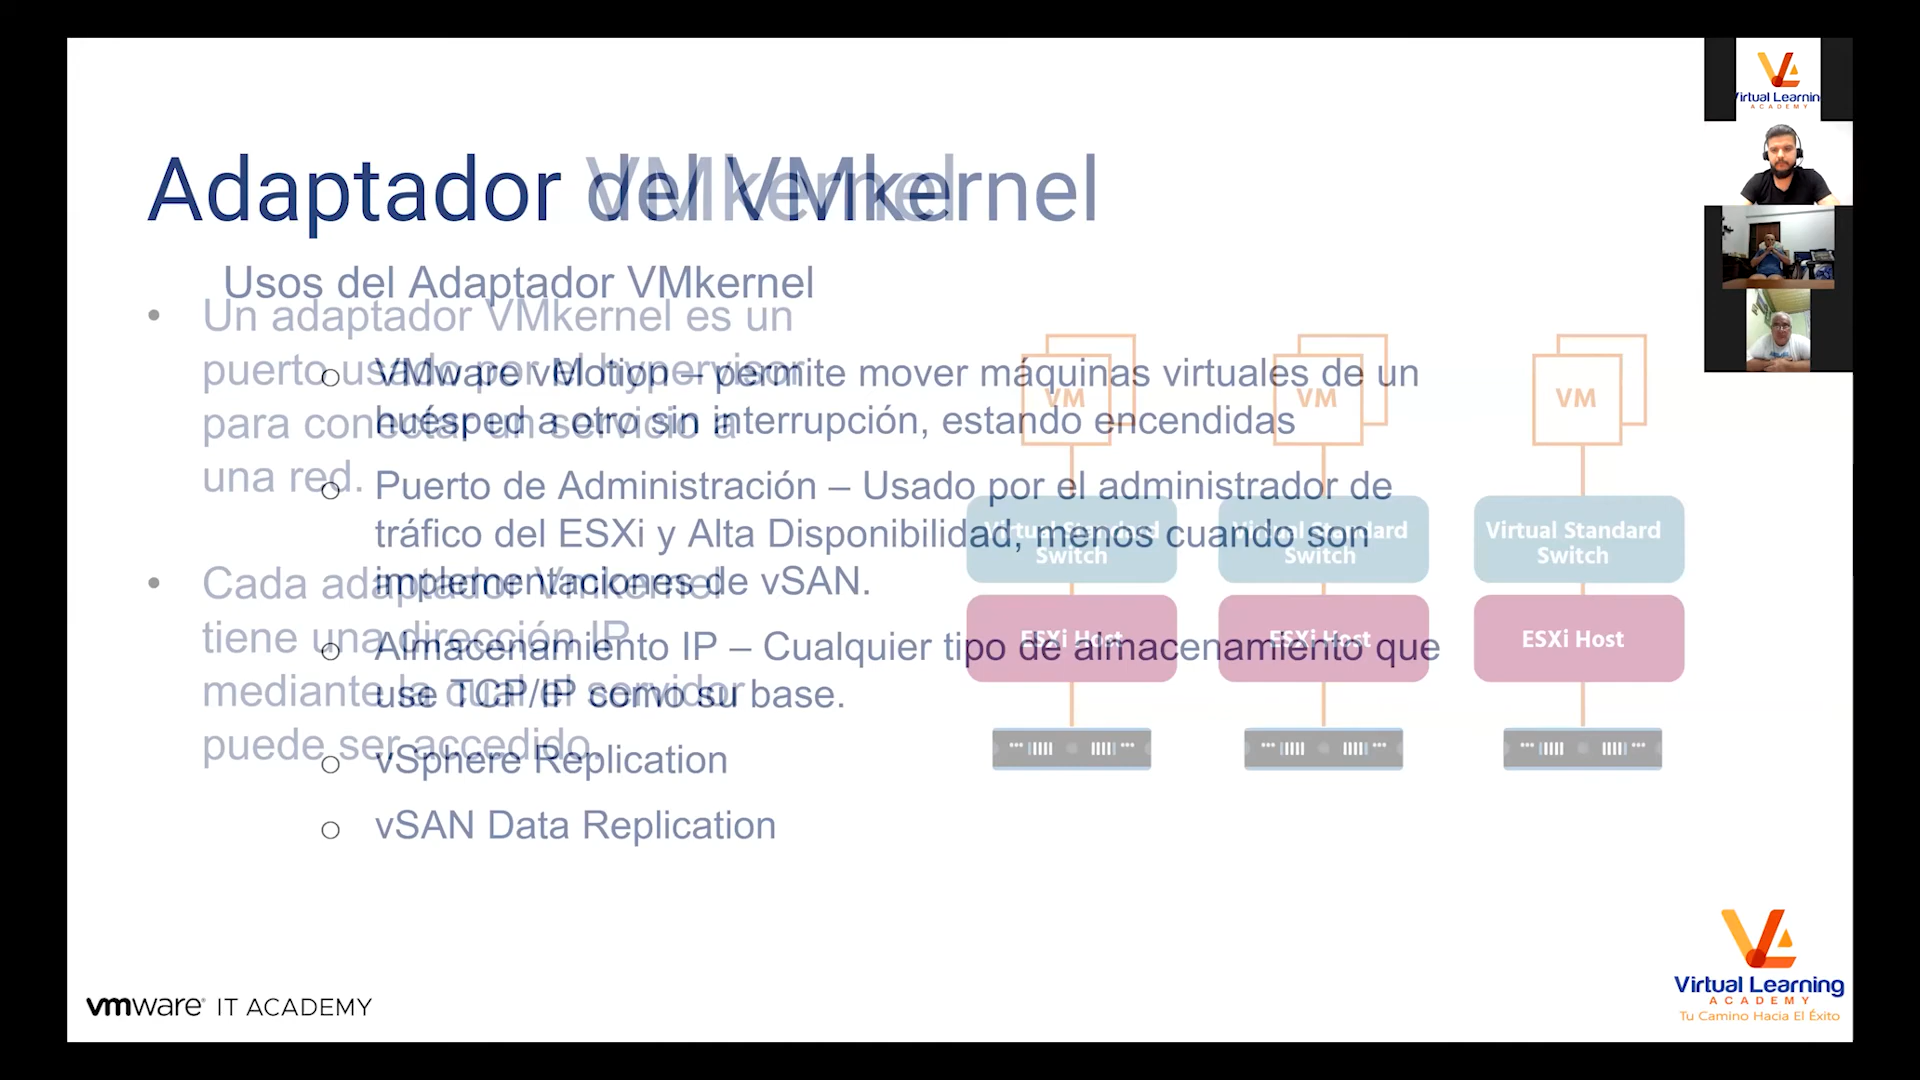 Adaptador del VMkernel
VMkernel
Usos del Adaptador VMkernel
• Un adaptador VMkernel es un
puerto usado por el hypervisor
para conectar un servicio a
una red.
• Cada adaptador Vmkernel
tiene una dirección IP
mediante la cual el servidor
puede ser accedido.
o VMware vMotion – permite mover máquinas virtuales de un
huésped a otro sin interrupción, estando encendidas
o Puerto de Administración – Usado por el administrador de
tráfico del ESXi y Alta Disponibilidad, menos cuando son
implementaciones de vSAN.
o Almacenamiento IP – Cualquier tipo de almacenamiento que
use TCP/IP como su base.
o vSphere Replication
o vSAN Data Replication
VM
VM
VM
Virtual Standard
Switch
Virtual Standard
Switch
Virtual Standard
Switch
ESXi Host
ESXi Host
ESXi Host
Virtual Learning
ACADEMY
vmware® IT ACADEMY
Virtual Learning
ACADEMY
Tu Camino Hacia El Éxito